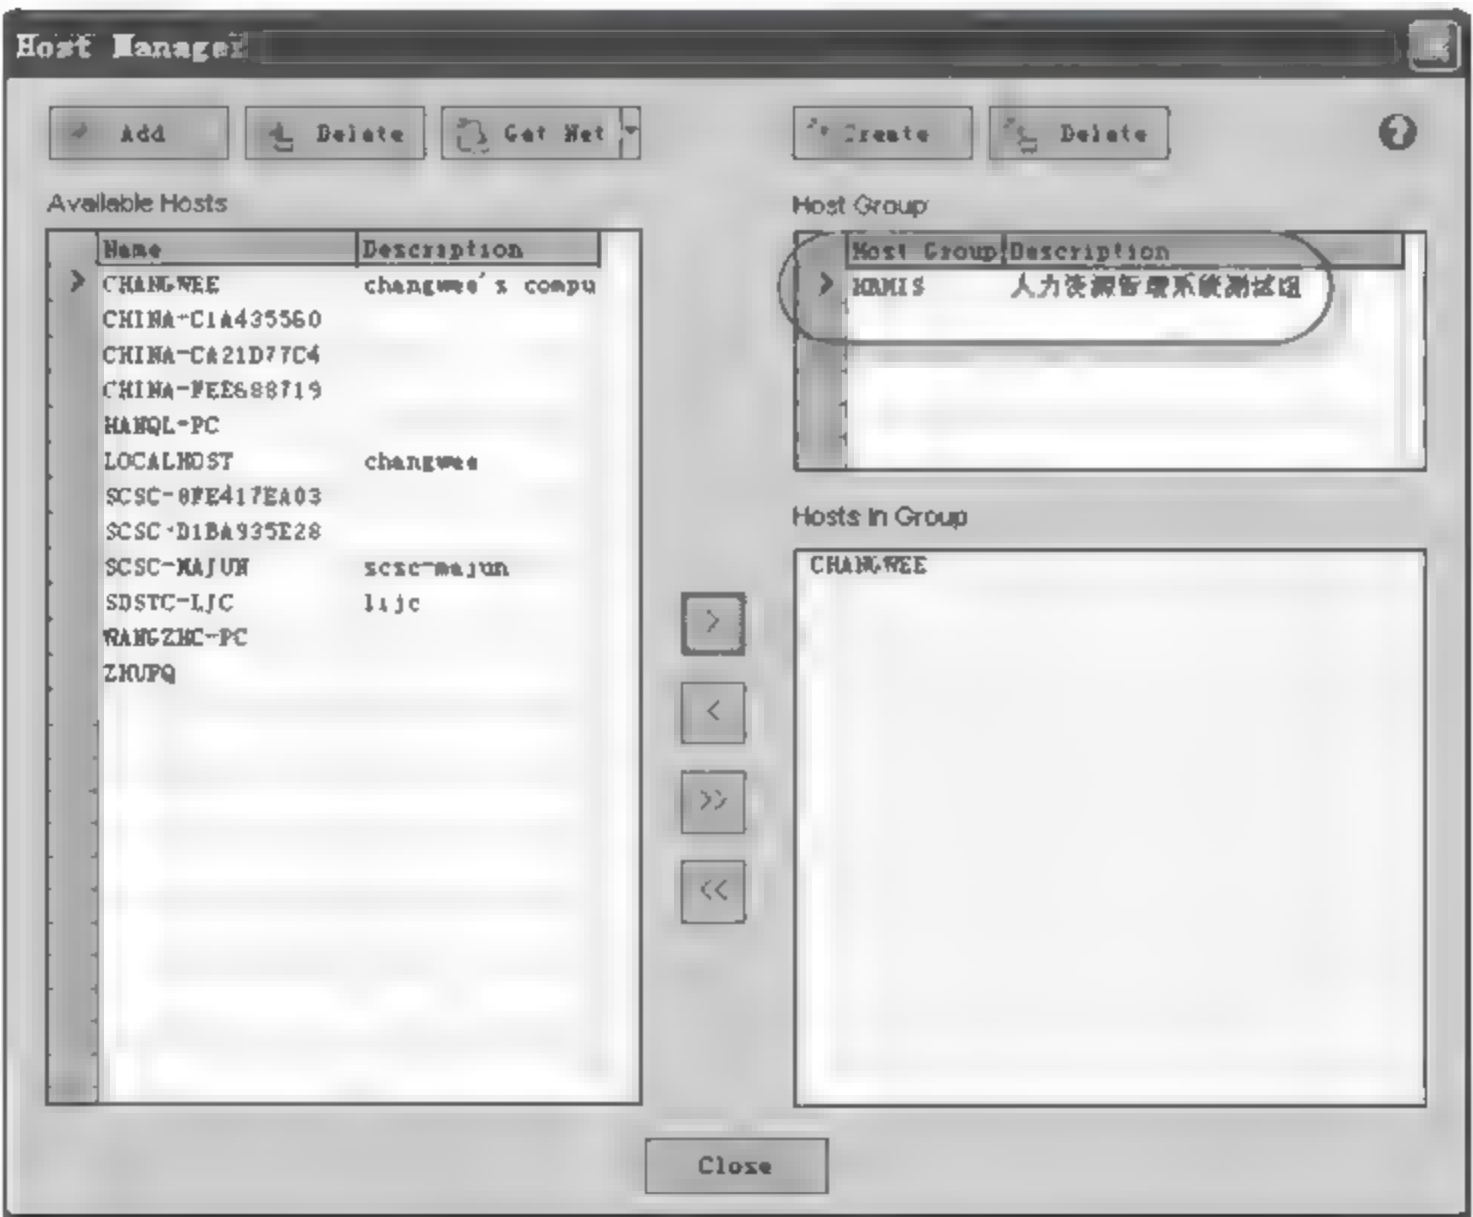 Host Manager
Add Delete Get Net Create Delete
Available Hosts
Name Description
CHANGWEE changwee's compu
CHINA-C1A435560
CHINA-CA21D77C4
CHINA-FEE688719
HANQL-PC
LOCALHOST changwee
SCSC-8FE417EA03
SCSC-D1BA935E28
SCSC-MAJUN scsc-majun
SDSTC-LJC lijc
WANGZHC-PC
ZHUFQ
>
<
>>
<<
Host Group
Host Group Description
HRMIS 人力资源管理系统测试组
Hosts In Group
CHANGWEE
Close